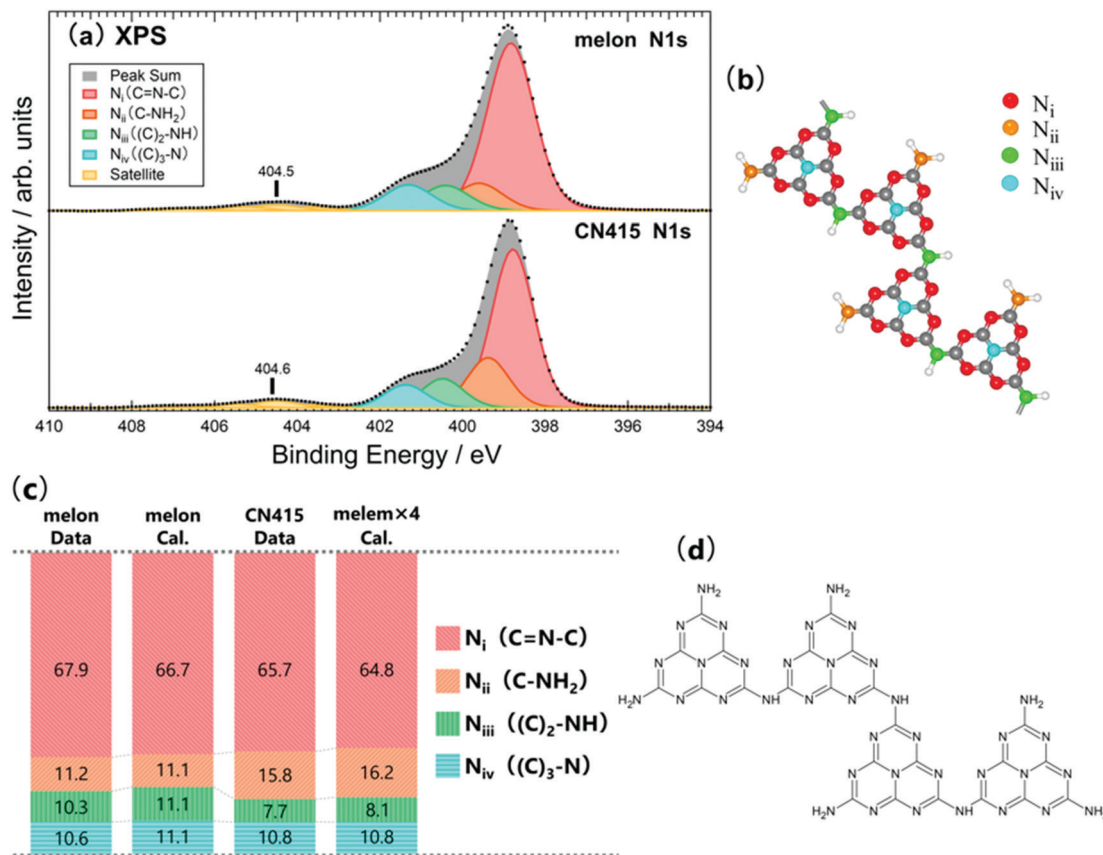 (a) XPS
melon N1s
Peak Sum
Nᵢ (C=N-C)
Nᵢᵢ (C-NH₂)
Nᵢᵢᵢ ((C)₂-NH)
Nᵢᵥ ((C)₃-N)
Satellite
404.5
CN415 N1s
404.6
Intensity / arb. units
410 408 406 404 402 400 398 396 394
Binding Energy / eV
(b)
Nᵢ
Nᵢᵢ
Nᵢᵢᵢ
Nᵢᵥ
(c)
melon Data
melon Cal.
CN415 Data
melem×4 Cal.
67.9 66.7 65.7 64.8
11.2 11.1 15.8 16.2
10.3 11.1 7.7 8.1
10.6 11.1 10.8 10.8
Nᵢ (C=N-C)
Nᵢᵢ (C-NH₂)
Nᵢᵢᵢ ((C)₂-NH)
Nᵢᵥ ((C)₃-N)
(d)
NH₂ NH₂
N N N N
N N N N
N N
H₂N N N NH N N NH
NH₂
N N N N
N N N N
N N
H₂N N N NH N N NH₂